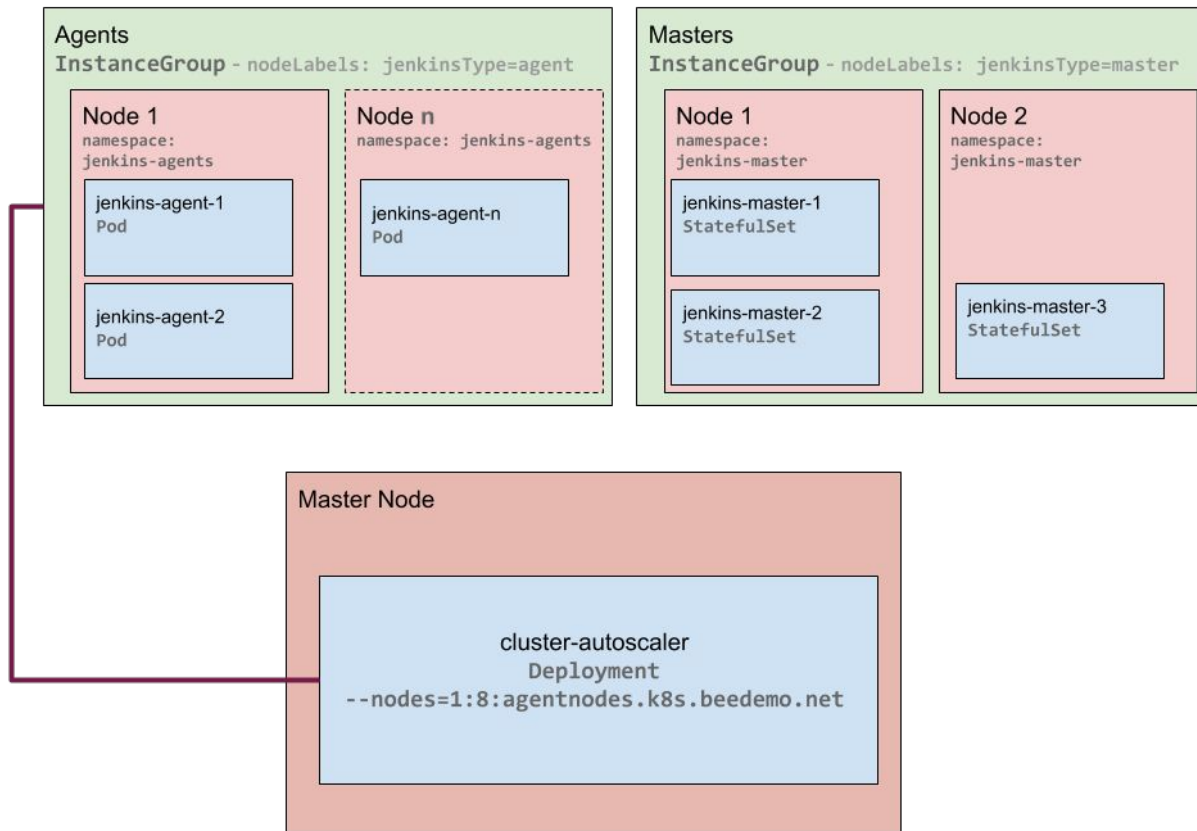 Agents
InstanceGroup - nodeLabels: jenkinsType=agent
Node 1
namespace:
jenkins-agents
jenkins-agent-1
Pod
jenkins-agent-2
Pod
Node n
namespace: jenkins-agents
jenkins-agent-n
Pod
Masters
InstanceGroup - nodeLabels: jenkinsType=master
Node 1
namespace:
jenkins-master
jenkins-master-1
StatefulSet
jenkins-master-2
StatefulSet
Node 2
namespace:
jenkins-master
jenkins-master-3
StatefulSet
Master Node
cluster-autoscaler
Deployment
--nodes=1:8:agentnodes.k8s.beedemo.net